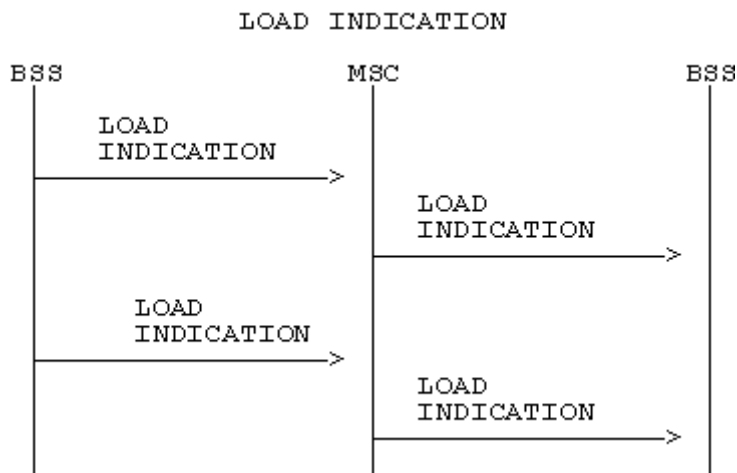 LOAD INDICATION
BSS MSC BSS
LOAD
INDICATION
LOAD
INDICATION
LOAD
INDICATION
LOAD
INDICATION